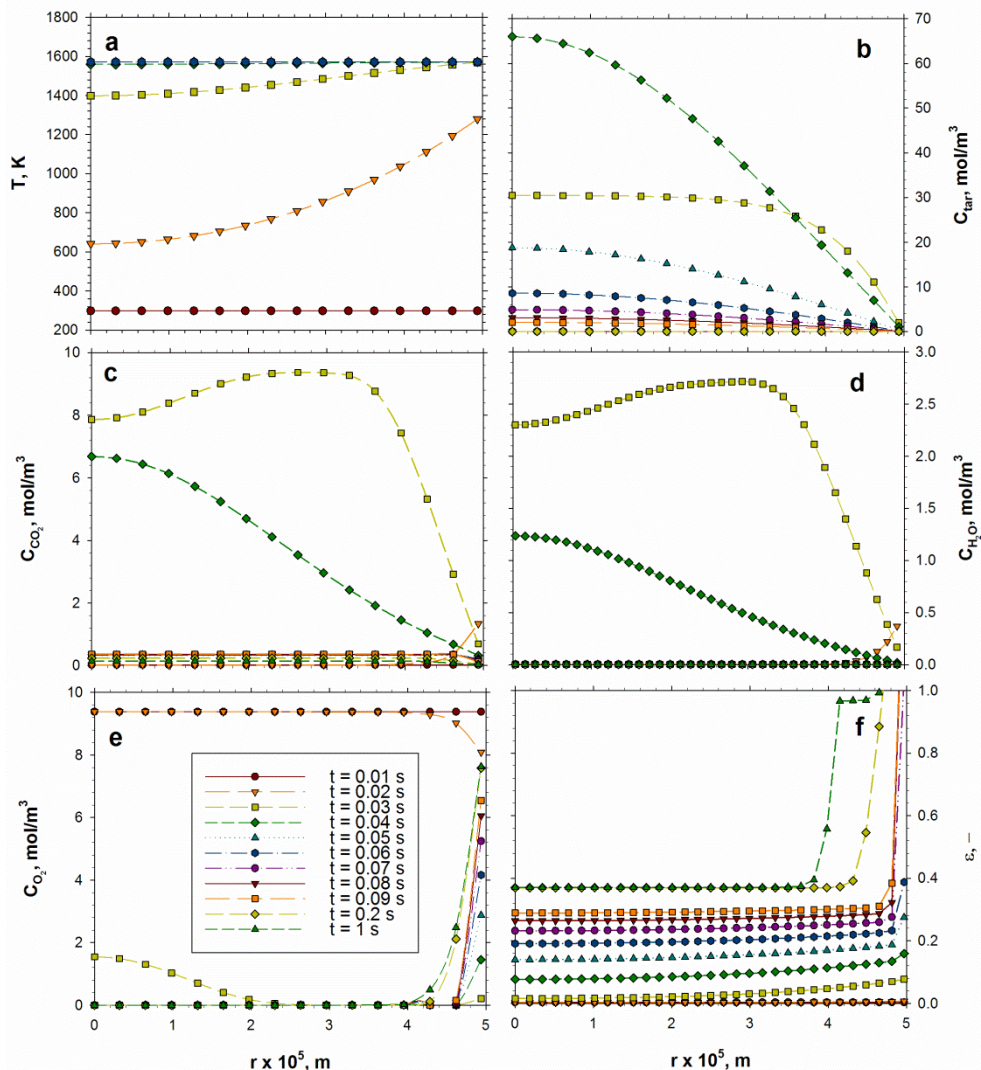 a
T, K
1800
1600
1400
1200
1000
800
600
400
200
b
C_tar, mol/m³
70
60
50
40
30
20
10
0
c
C_CO₂, mol/m³
10
8
6
4
2
0
d
C_H₂O, mol/m³
3.0
2.5
2.0
1.5
1.0
0.5
0.0
e
C_O₂, mol/m³
10
8
6
4
2
0
t = 0.01 s
t = 0.02 s
t = 0.03 s
t = 0.04 s
t = 0.05 s
t = 0.06 s
t = 0.07 s
t = 0.08 s
t = 0.09 s
t = 0.2 s
t = 1 s
0 1 2 3 4 5
r x 10⁵, m
f
ε, –
1.0
0.8
0.6
0.4
0.2
0.0
0 1 2 3 4 5
r x 10⁵, m